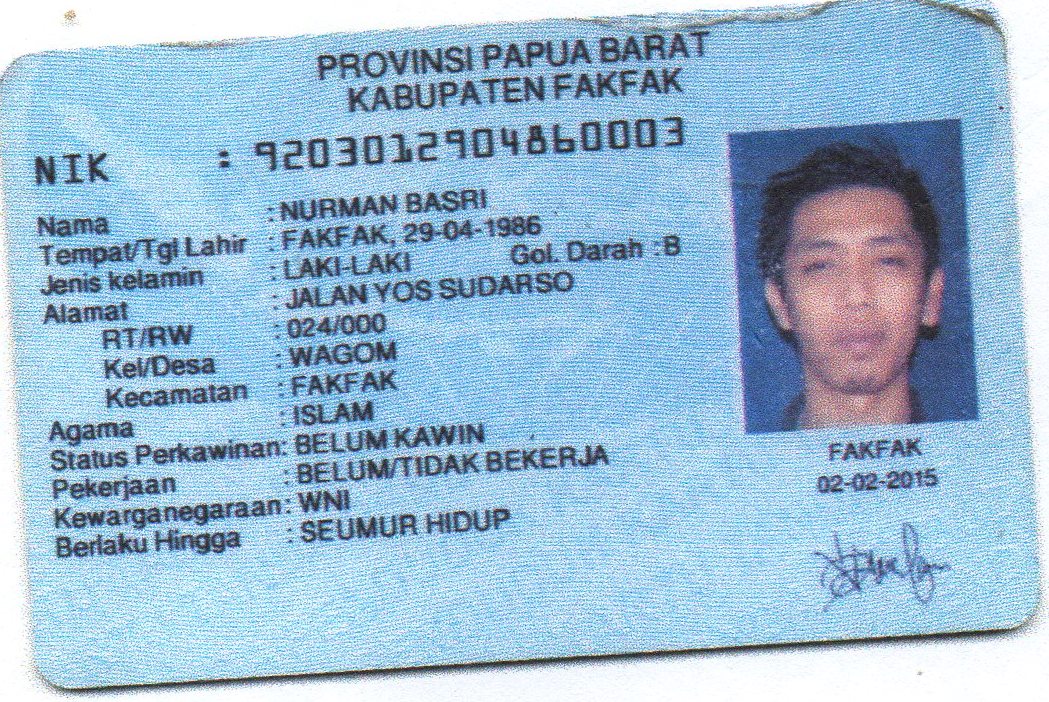 PROVINSI PAPUA BARAT
KABUPATEN FAKFAK
NIK : 9203012904860003
Nama : NURMAN BASRI
Tempat/Tgl Lahir : FAKFAK, 29-04-1986
Jenis kelamin : LAKI-LAKI Gol. Darah : B
Alamat : JALAN YOS SUDARSO
RT/RW : 024/000
Kel/Desa : WAGOM
Kecamatan : FAKFAK
Agama : ISLAM
Status Perkawinan: BELUM KAWIN
Pekerjaan : BELUM/TIDAK BEKERJA
Kewarganegaraan: WNI
Berlaku Hingga : SEUMUR HIDUP
FAKFAK
02-02-2015